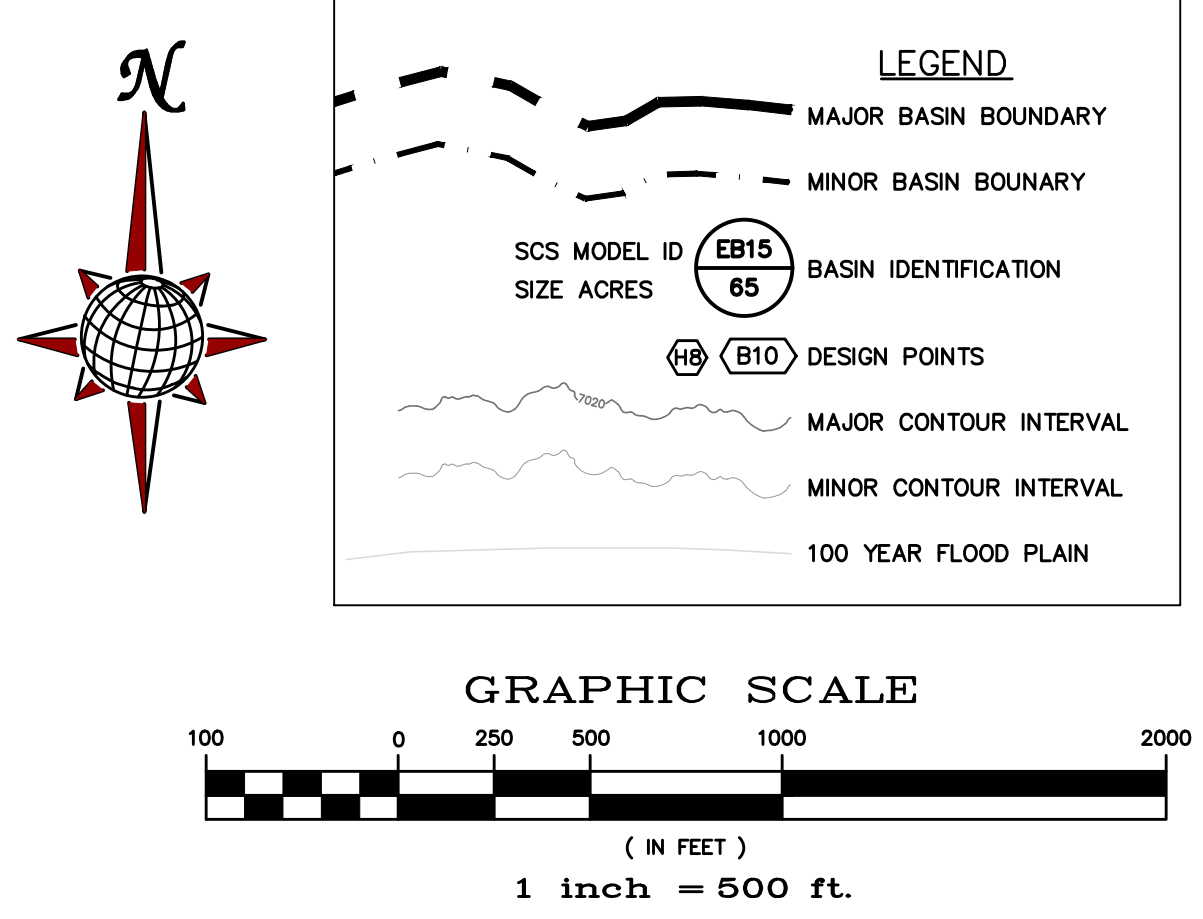 N
LEGEND
MAJOR BASIN BOUNDARY
MINOR BASIN BOUNARY
SCS MODEL ID
SIZE ACRES
EB15
65
BASIN IDENTIFICATION
H8
B10
DESIGN POINTS
7020
MAJOR CONTOUR INTERVAL
MINOR CONTOUR INTERVAL
100 YEAR FLOOD PLAIN
GRAPHIC SCALE
100 0 250 500 1000 2000
( IN FEET )
1 inch = 500 ft.